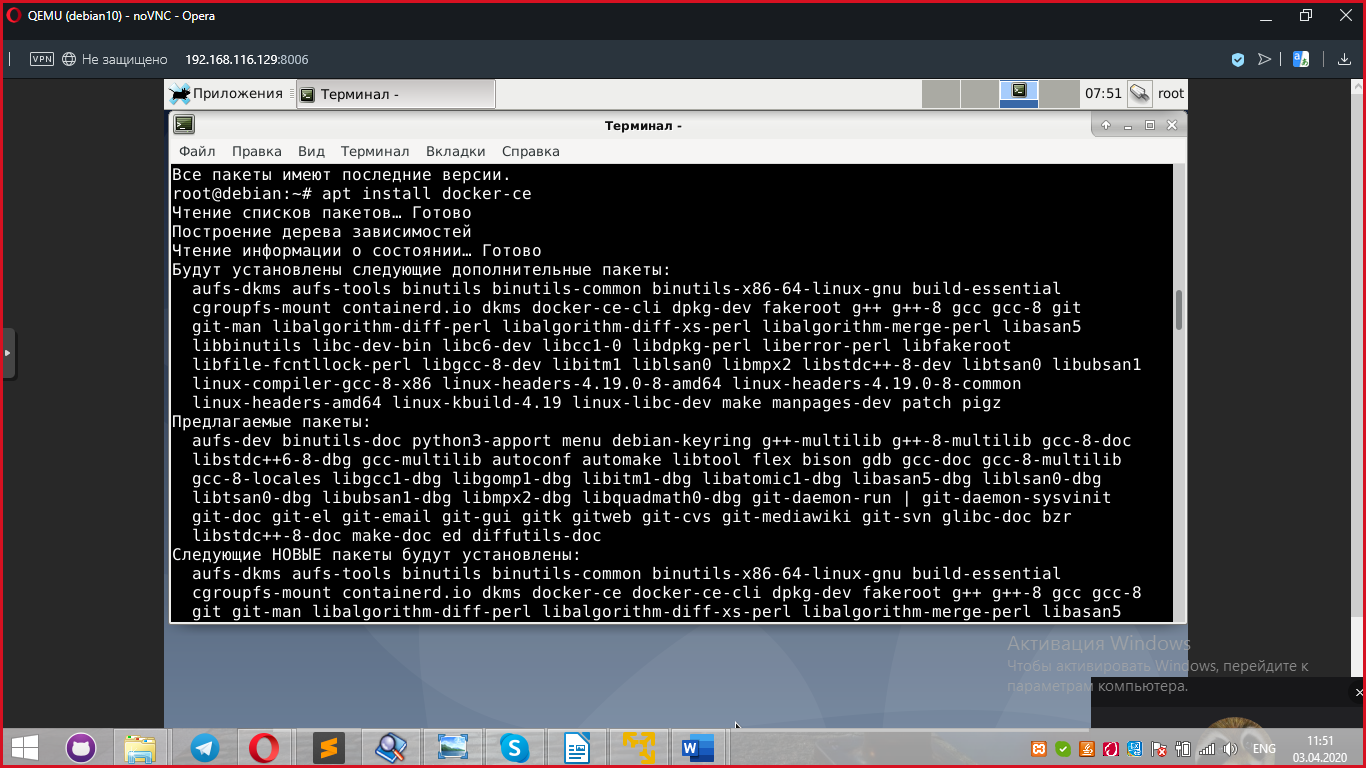 QEMU (debian10) - noVNC - Opera
VPN Не защищено 192.168.116.129:8006
Приложения Терминал - 07:51 root
Терминал -
Файл Правка Вид Терминал Вкладки Справка
Все пакеты имеют последние версии.
root@debian:~# apt install docker-ce
Чтение списков пакетов… Готово
Построение дерева зависимостей
Чтение информации о состоянии… Готово
Будут установлены следующие дополнительные пакеты:
aufs-dkms aufs-tools binutils binutils-common binutils-x86-64-linux-gnu build-essential
cgroupfs-mount containerd.io dkms docker-ce-cli dpkg-dev fakeroot g++ g++-8 gcc gcc-8 git
git-man libalgorithm-diff-perl libalgorithm-diff-xs-perl libalgorithm-merge-perl libasan5
libbinutils libc-dev-bin libc6-dev libcc1-0 libdpkg-perl liberror-perl libfakeroot
libfile-fcntllock-perl libgcc-8-dev libitm1 liblsan0 libmpx2 libstdc++-8-dev libtsan0 libubsan1
linux-compiler-gcc-8-x86 linux-headers-4.19.0-8-amd64 linux-headers-4.19.0-8-common
linux-headers-amd64 linux-kbuild-4.19 linux-libc-dev make manpages-dev patch pigz
Предлагаемые пакеты:
aufs-dev binutils-doc python3-apport menu debian-keyring g++-multilib g++-8-multilib gcc-8-doc
libstdc++6-8-dbg gcc-multilib autoconf automake libtool flex bison gdb gcc-doc gcc-8-multilib
gcc-8-locales libgcc1-dbg libgomp1-dbg libitm1-dbg libatomic1-dbg libasan5-dbg liblsan0-dbg
libtsan0-dbg libubsan1-dbg libmpx2-dbg libquadmath0-dbg git-daemon-run | git-daemon-sysvinit
git-doc git-el git-email git-gui gitk gitweb git-cvs git-mediawiki git-svn glibc-doc bzr
libstdc++-8-doc make-doc ed diffutils-doc
Следующие НОВЫЕ пакеты будут установлены:
aufs-dkms aufs-tools binutils binutils-common binutils-x86-64-linux-gnu build-essential
cgroupfs-mount containerd.io dkms docker-ce docker-ce-cli dpkg-dev fakeroot g++ g++-8 gcc gcc-8
git git-man libalgorithm-diff-perl libalgorithm-diff-xs-perl libalgorithm-merge-perl libasan5
Активация Windows
Чтобы активировать Windows, перейдите к
параметрам компьютера.
ENG 11:51
03.04.2020